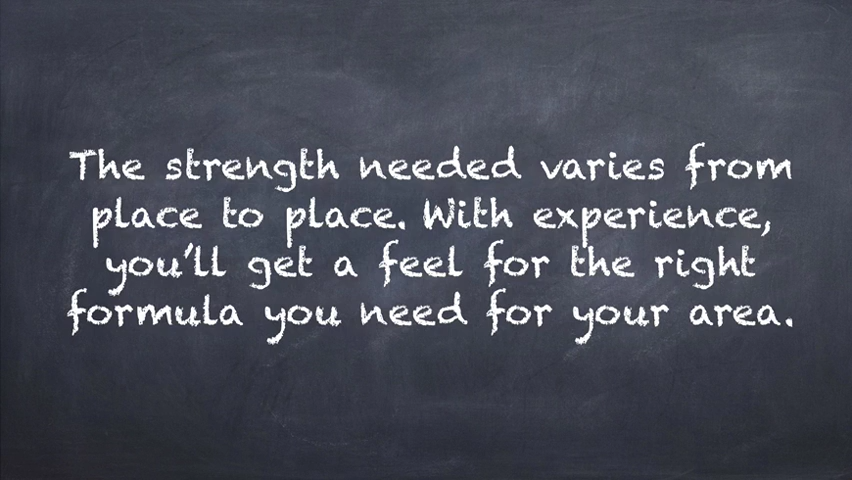 The strength needed varies from
place to place. With experience,
you’ll get a feel for the right
formula you need for your area.